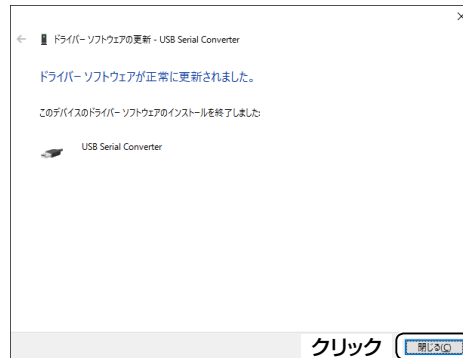 ドライバー ソフトウェアの更新 - USB Serial Converter
ドライバー ソフトウェアが正常に更新されました。
このデバイスのドライバー ソフトウェアのインストールを終了しました:
USB Serial Converter
クリック 閉じる(C)